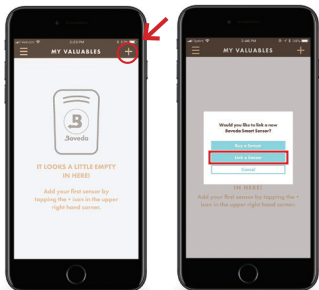 MY VALUABLES
B
Boveda
IT LOOKS A LITTLE EMPTY
IN HERE!
Add your first sensor by
tapping the + icon in the upper
right hand corner.
MY VALUABLES
Would you like to link a new
Boveda Smart Sensor?
Buy a Sensor
Link a Sensor
Cancel
IN HERE!
Add your first sensor by tapping
the + icon in the upper
right hand corner.